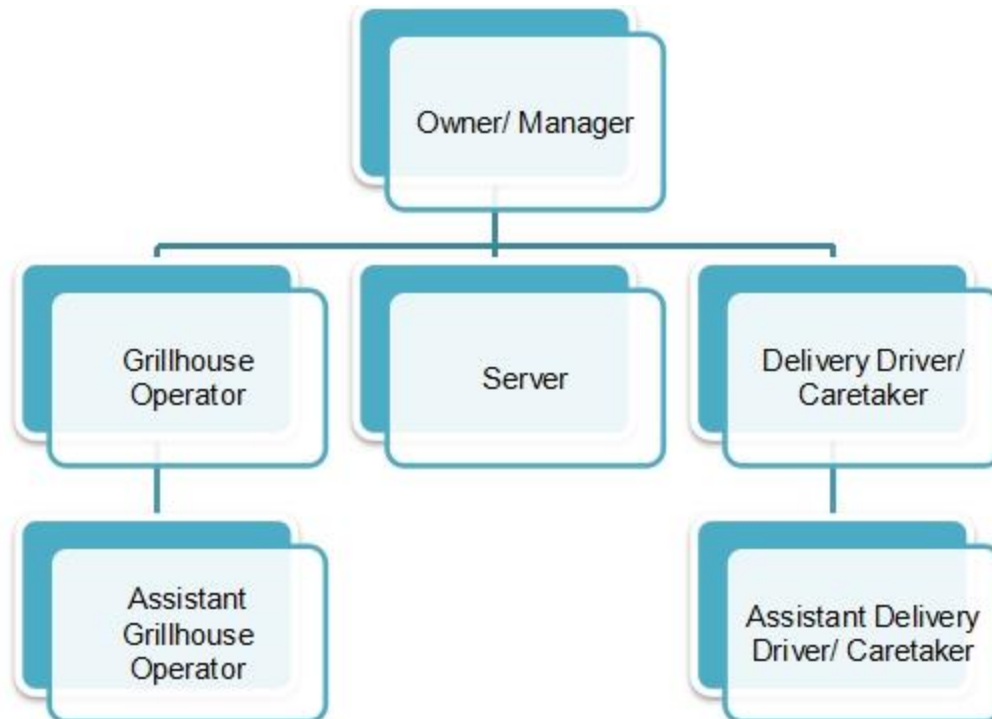 Owner/ Manager
Grillhouse
Operator
Server
Delivery Driver/
Caretaker
Assistant
Grillhouse
Operator
Assistant Delivery
Driver/ Caretaker